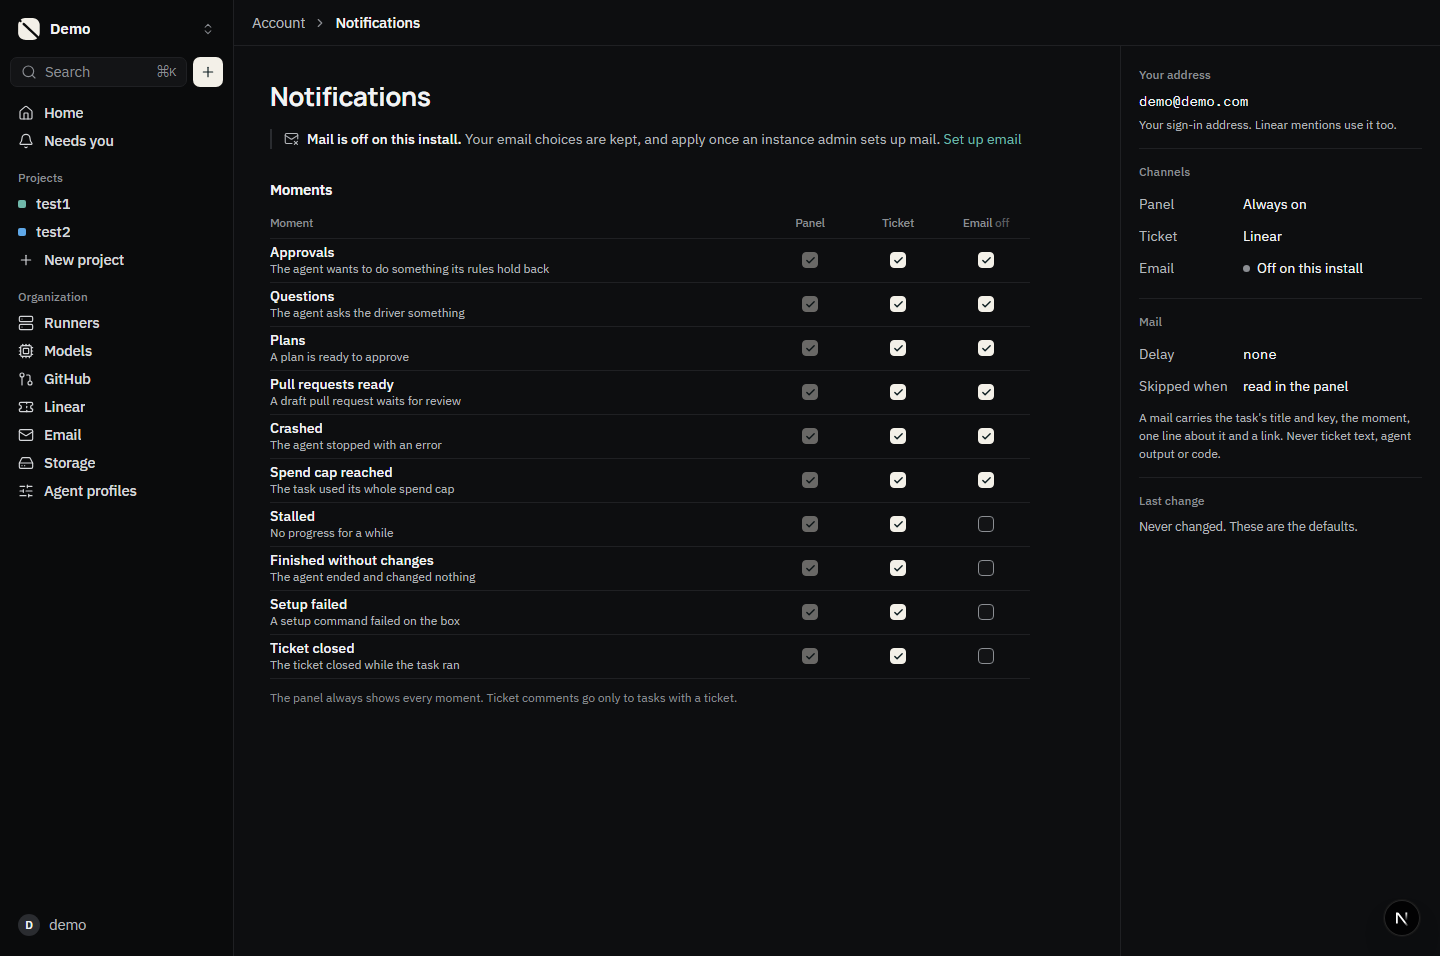 Demo
Search ⌘K
Home
Needs you
Projects
test1
test2
New project
Organization
Runners
Models
GitHub
Linear
Email
Storage
Agent profiles
D demo
Account > Notifications
Notifications
Mail is off on this install. Your email choices are kept, and apply once an instance admin sets up mail. Set up email
Moments
Moment Panel Ticket Email off
Approvals
The agent wants to do something its rules hold back
Questions
The agent asks the driver something
Plans
A plan is ready to approve
Pull requests ready
A draft pull request waits for review
Crashed
The agent stopped with an error
Spend cap reached
The task used its whole spend cap
Stalled
No progress for a while
Finished without changes
The agent ended and changed nothing
Setup failed
A setup command failed on the box
Ticket closed
The ticket closed while the task ran
The panel always shows every moment. Ticket comments go only to tasks with a ticket.
Your address
demo@demo.com
Your sign-in address. Linear mentions use it too.
Channels
Panel Always on
Ticket Linear
Email Off on this install
Mail
Delay none
Skipped when read in the panel
A mail carries the task's title and key, the moment,
one line about it and a link. Never ticket text, agent
output or code.
Last change
Never changed. These are the defaults.
N